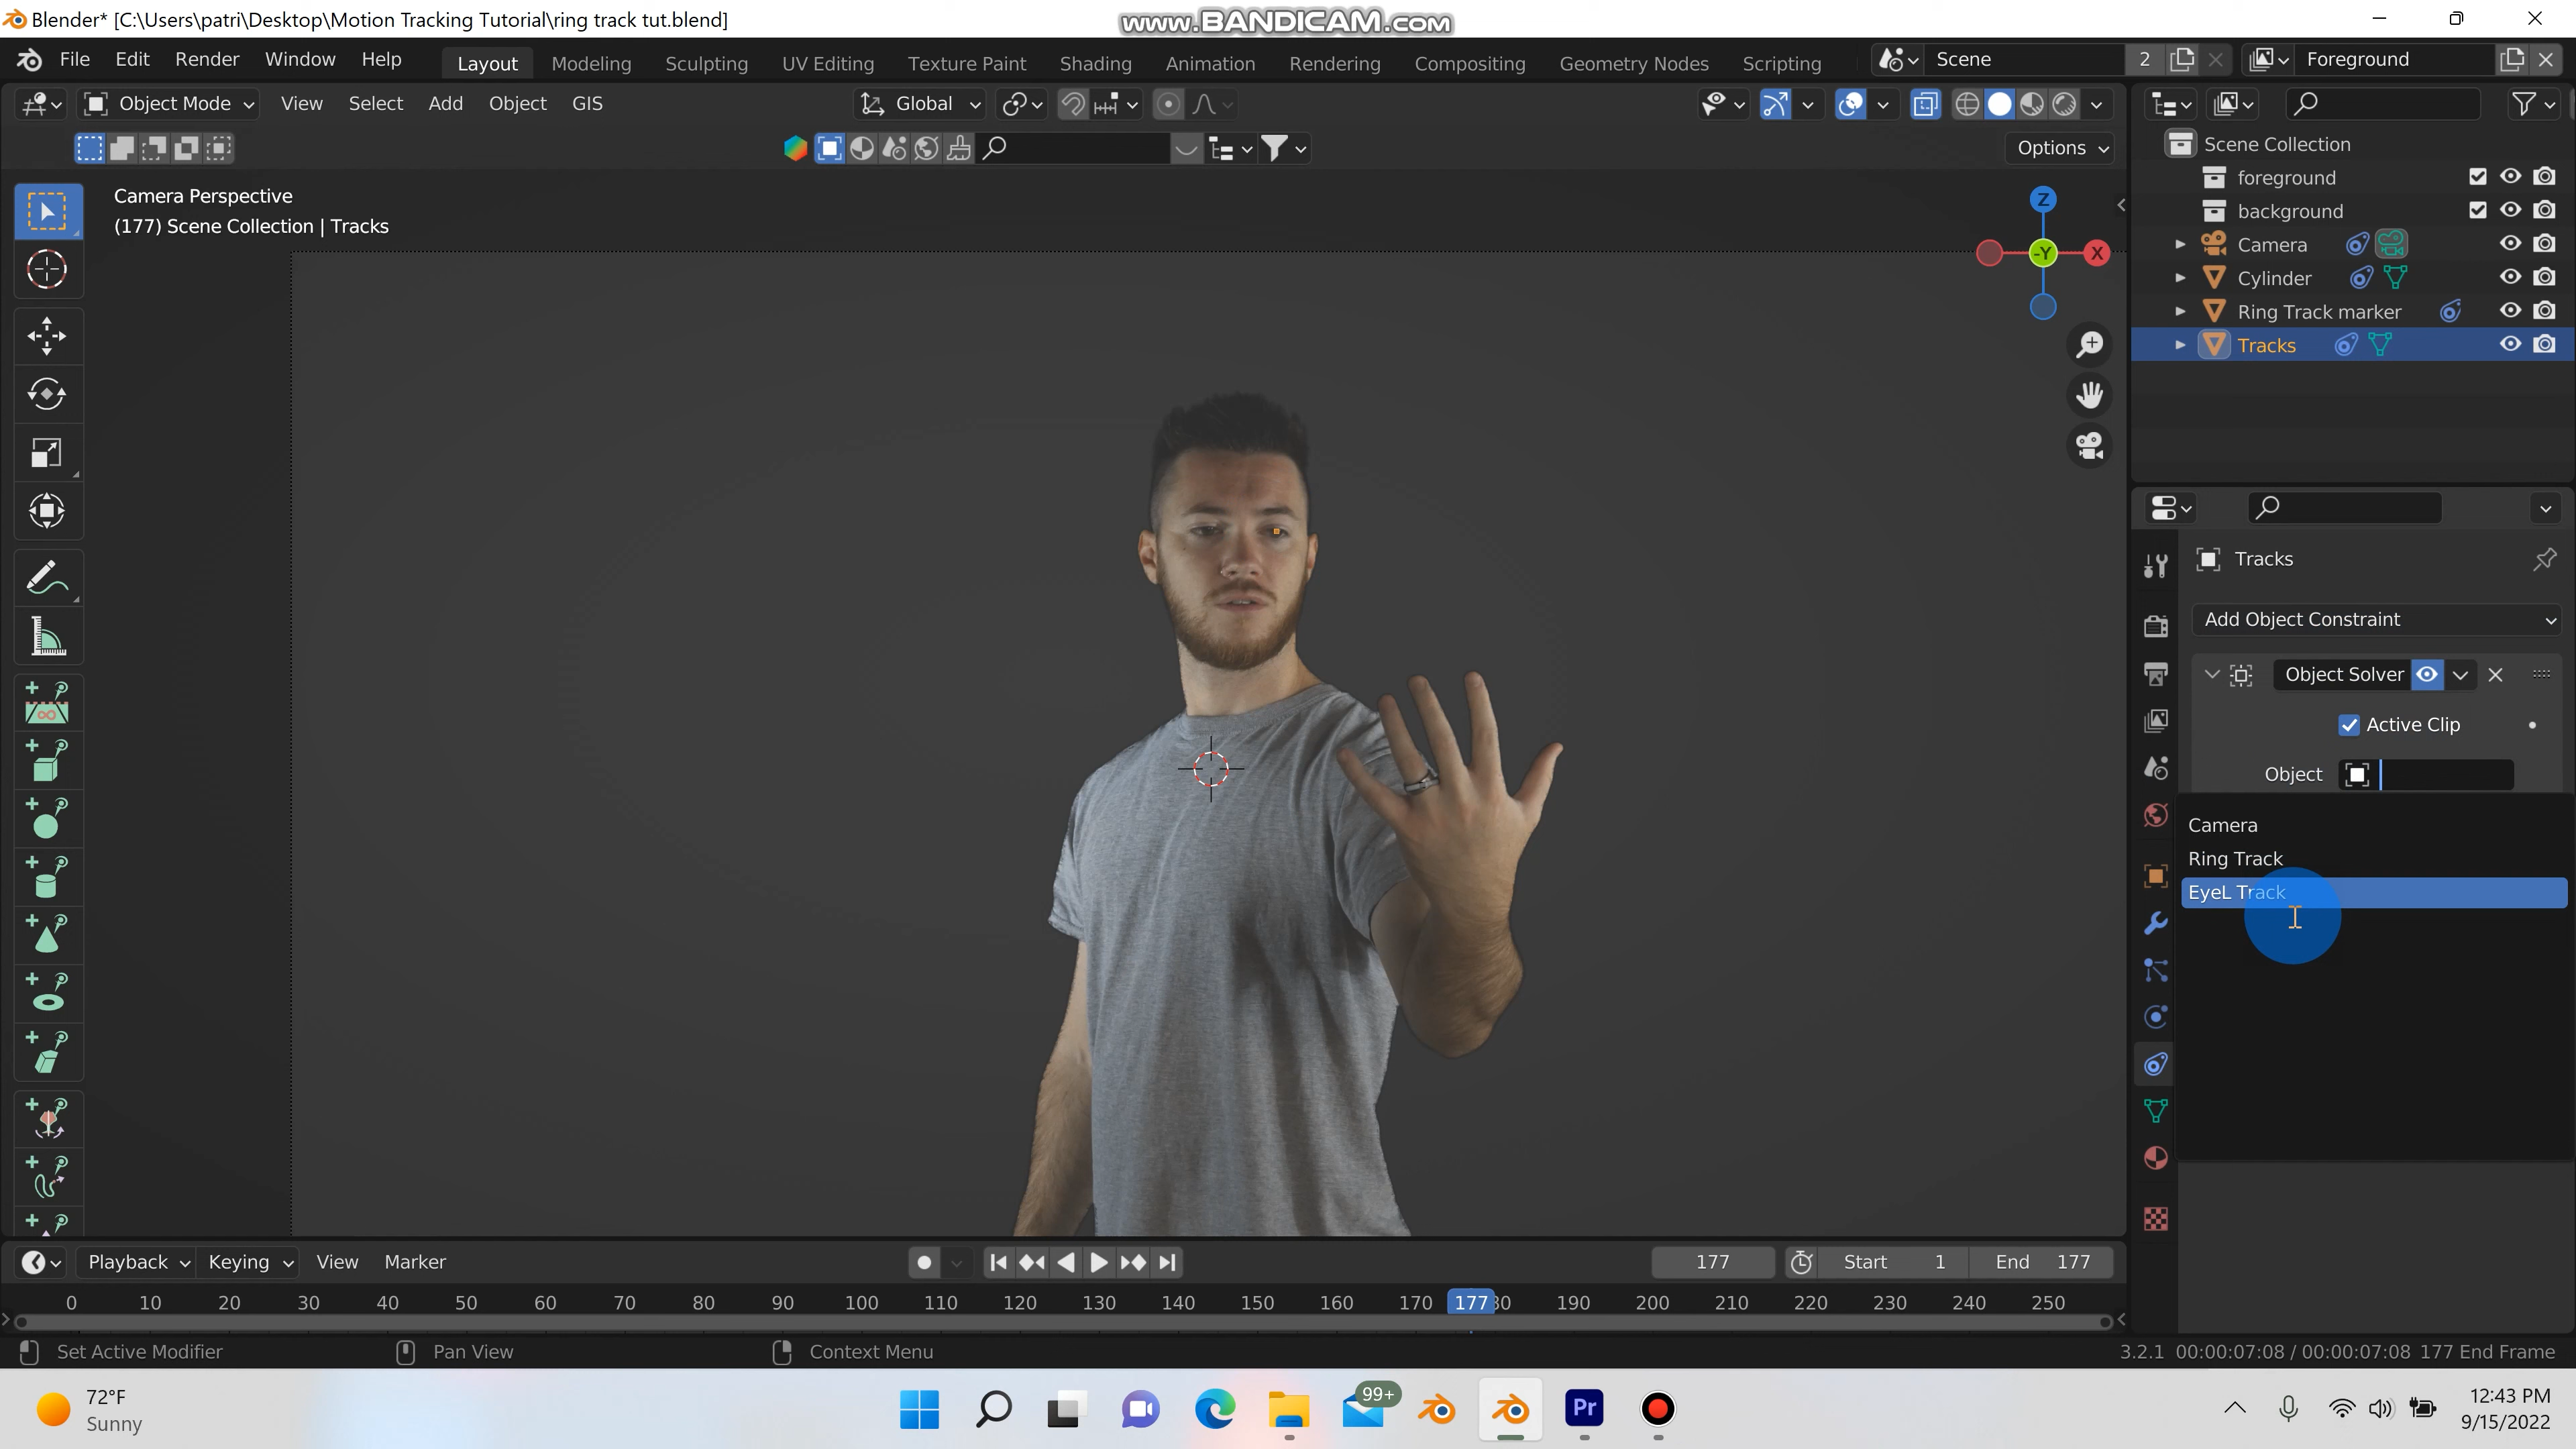 Blender* [C:\Users\patri\Desktop\Motion Tracking Tutorial\ring track tut.blend]
www.BANDICAM.com
File Edit Render Window Help
Layout Modeling Sculpting UV Editing Texture Paint Shading Animation Rendering Compositing Geometry Nodes Scripting
Scene 2
Foreground
Object Mode View Select Add Object GIS
Global
Options
Camera Perspective
(177) Scene Collection | Tracks
Z
-Y
X
Scene Collection
foreground
background
Camera
Cylinder
Ring Track marker
Tracks
Tracks
Add Object Constraint
Object Solver
Active Clip
Object
Camera
Ring Track
EyeL Track
Playback Keying View Marker
177
Start 1
End 177
0 10 20 30 40 50 60 70 80 90 100 110 120 130 140 150 160 170 177 190 200 210 220 230 240 250
Set Active Modifier
Pan View
Context Menu
3.2.1 00:00:07:08 / 00:00:07:08 177 End Frame
72°F
Sunny
99+
Pr
12:43 PM
9/15/2022